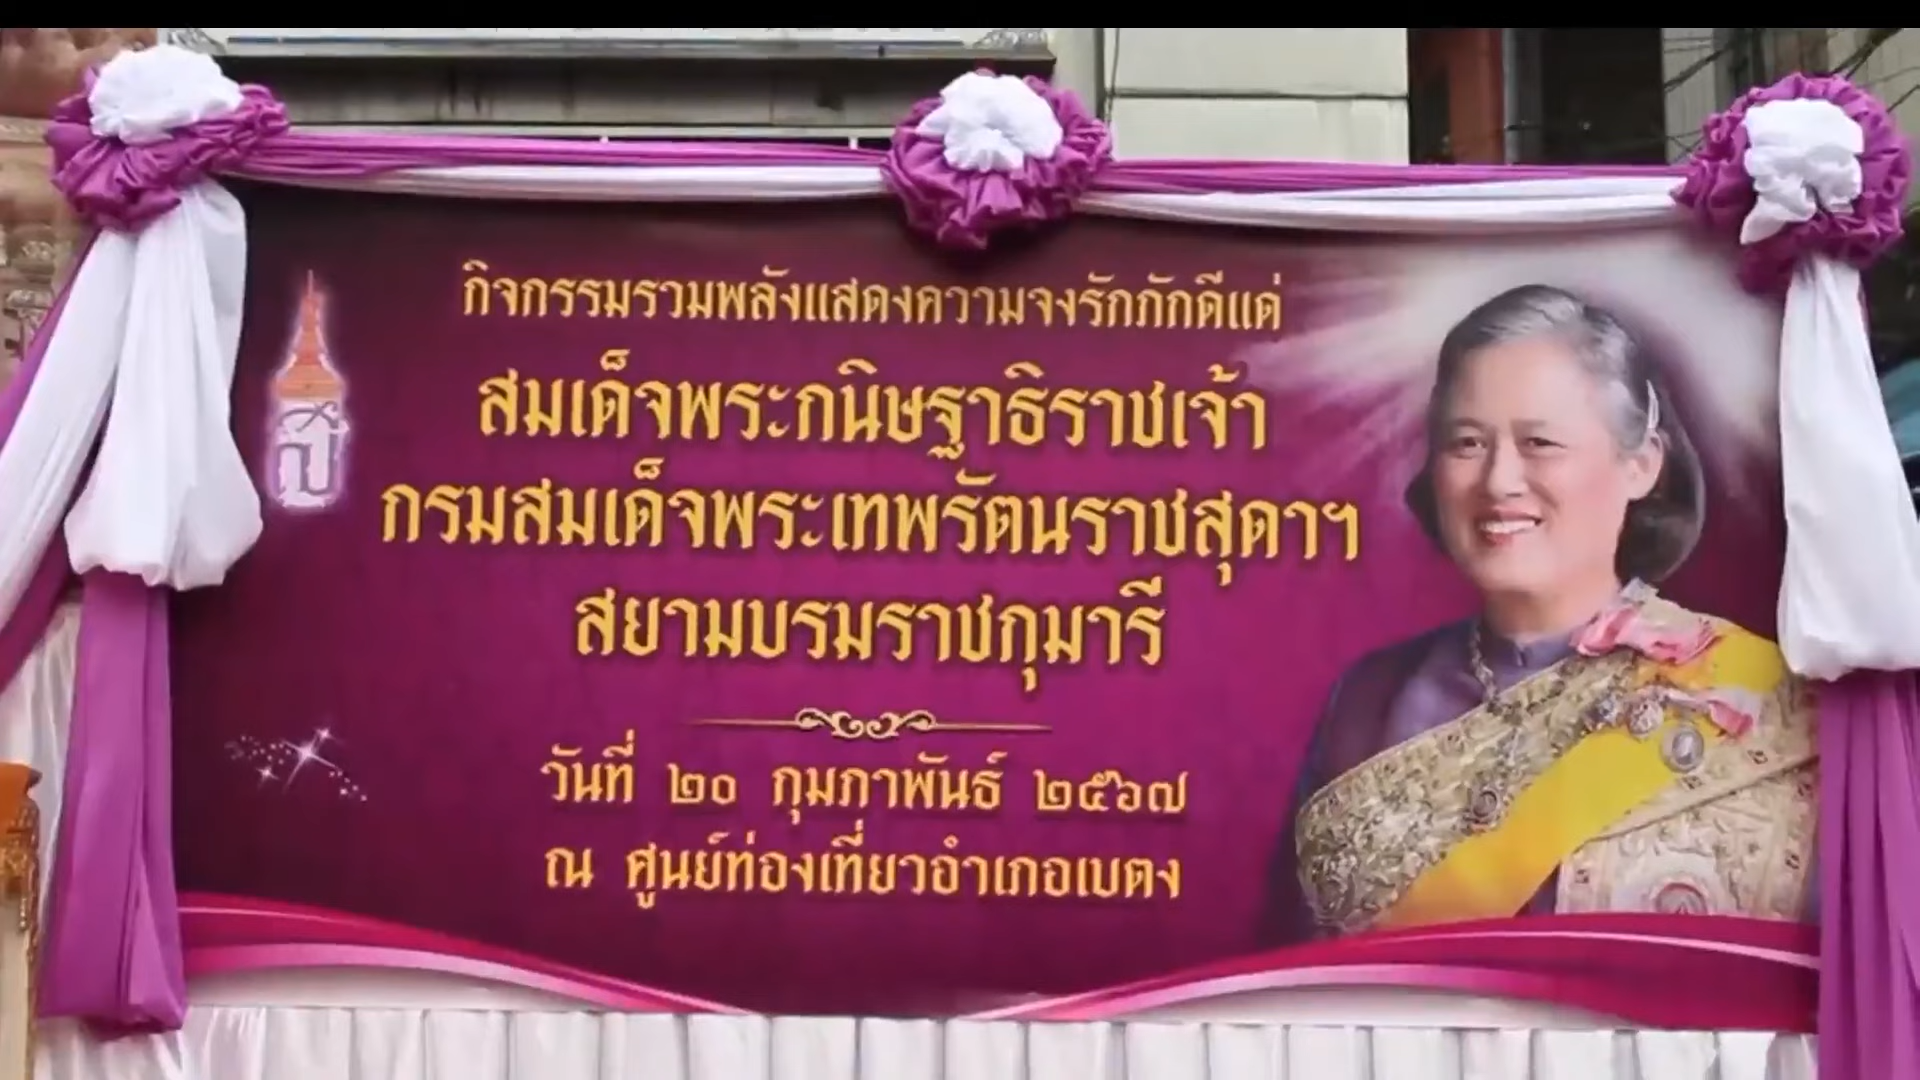 กิจกรรมรวมพลังแสดงความจงรักภักดีแด่
สมเด็จพระกนิษฐาธิราชเจ้า
กรมสมเด็จพระเทพรัตนราชสุดาฯ
สยามบรมราชกุมารี
วันที่ ๒๐ กุมภาพันธ์ ๒๕๖๗
ณ ศูนย์ท่องเที่ยวอำเภอเบตง